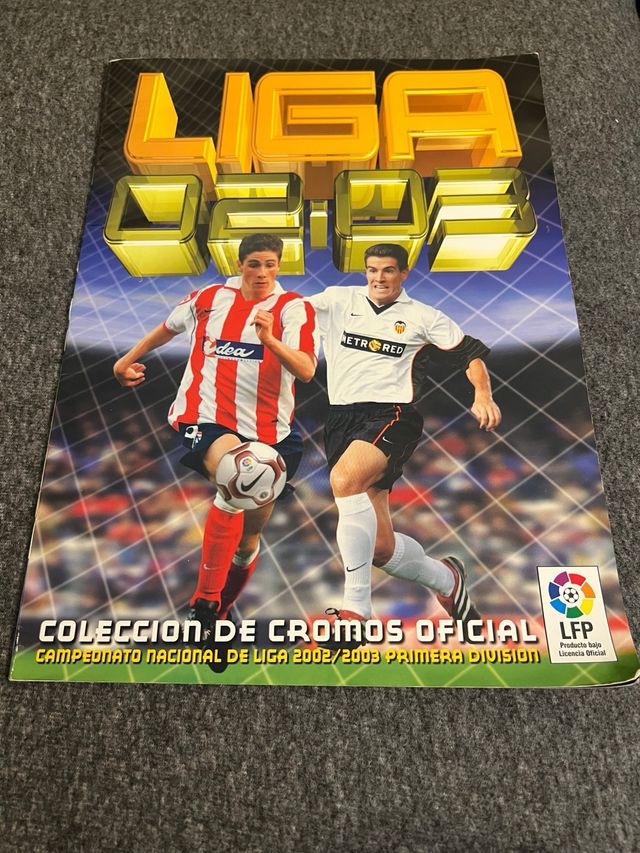 LIGA
02:03
Idea
METRORED
COLECCION DE CROMOS OFICIAL
CAMPEONATO NACIONAL DE LIGA 2002/2003 PRIMERA DIVISION
LFP
Producto bajo
Licencia Oficial